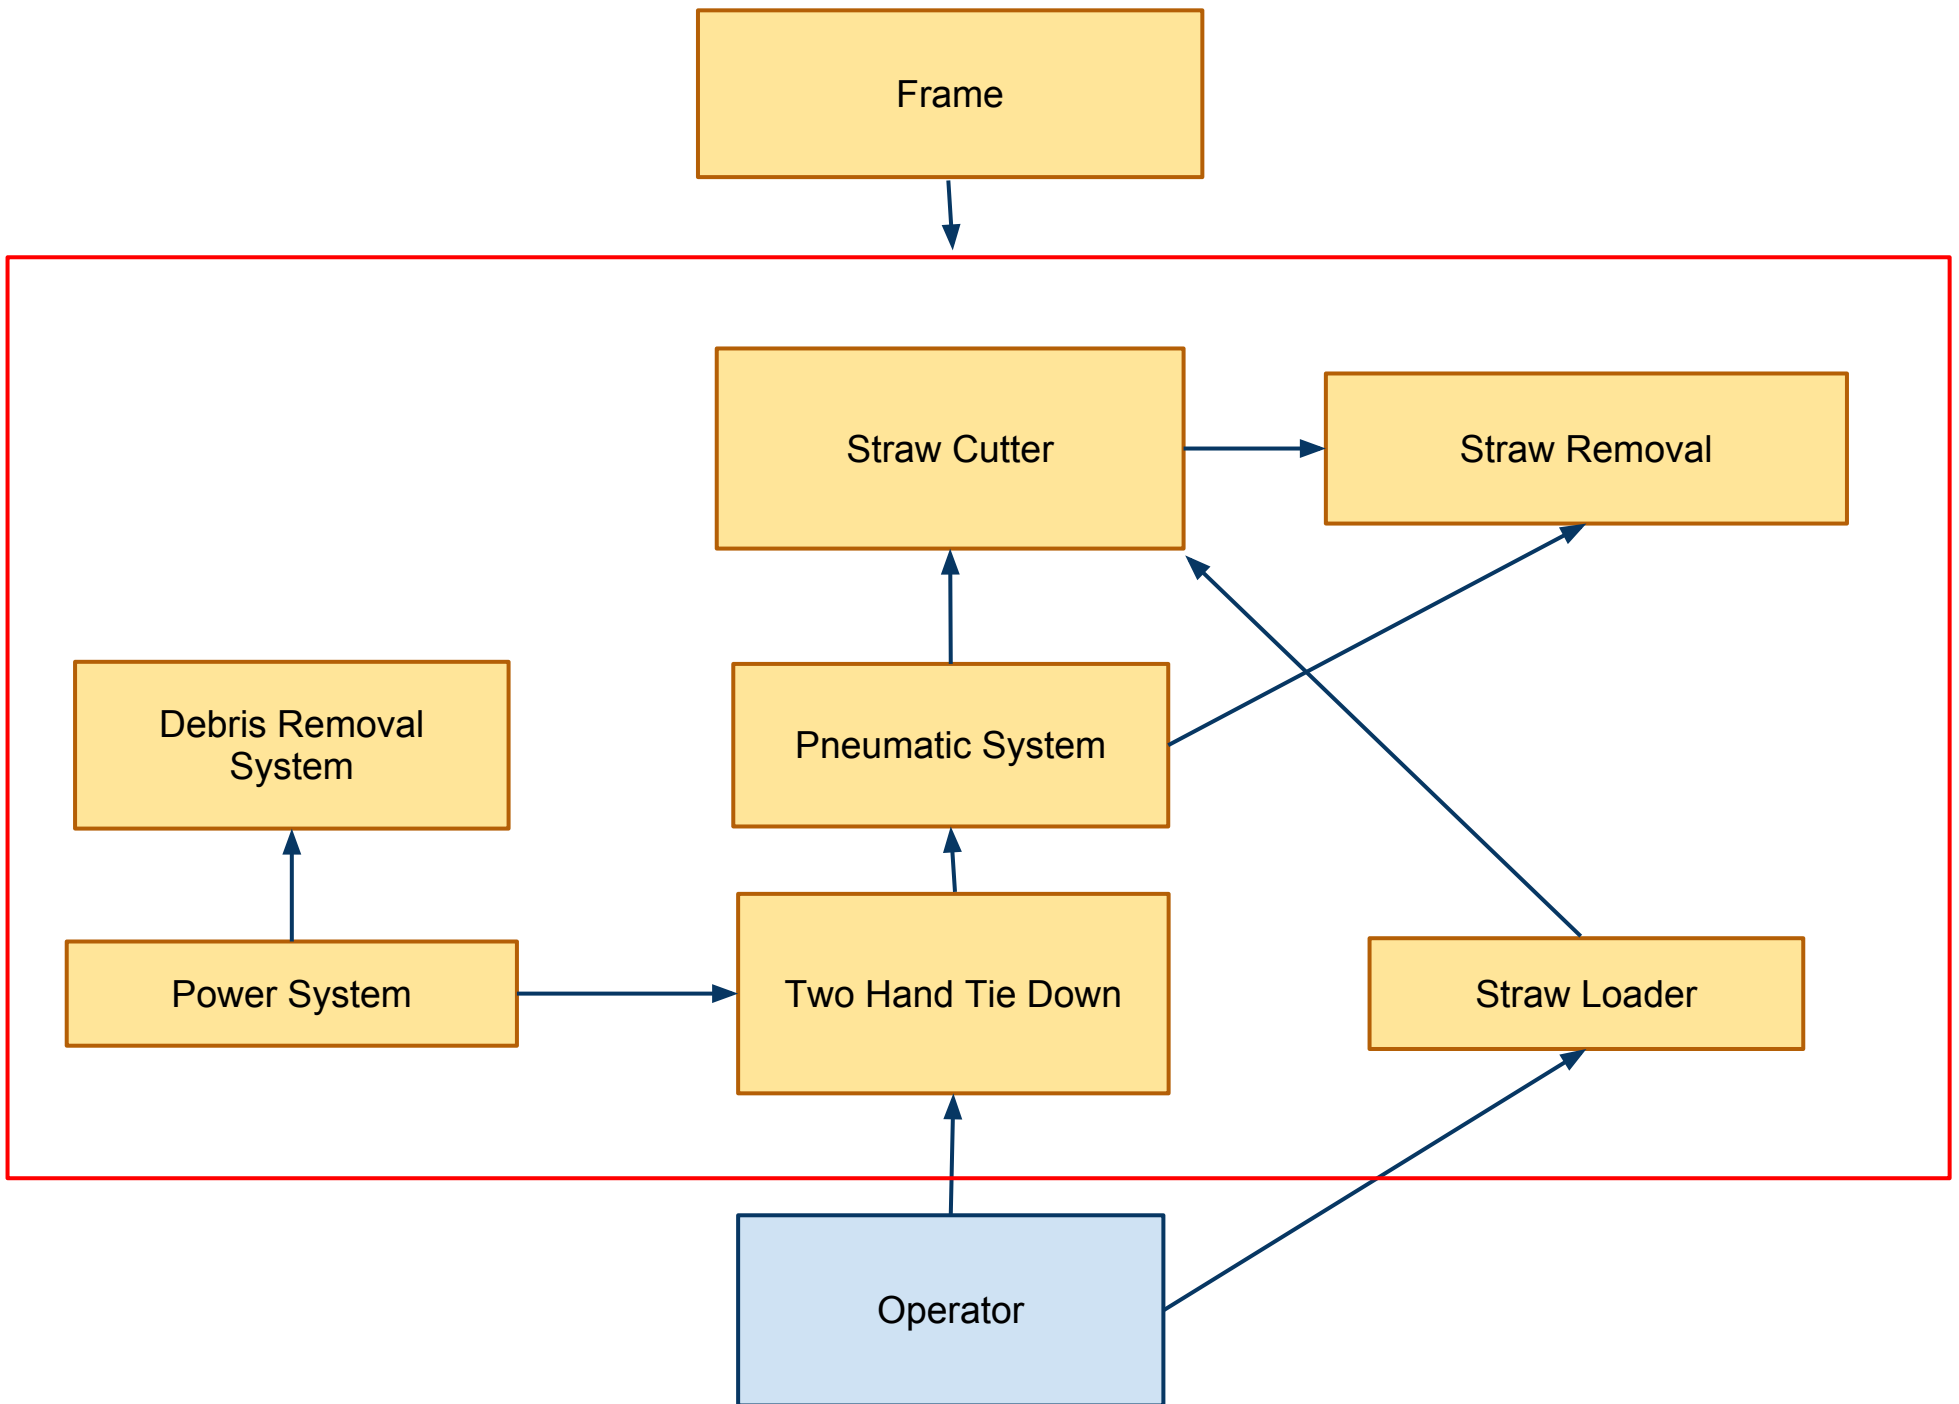 Frame
Straw Cutter
Straw Removal
Debris Removal
System
Pneumatic System
Power System
Two Hand Tie Down
Straw Loader
Operator